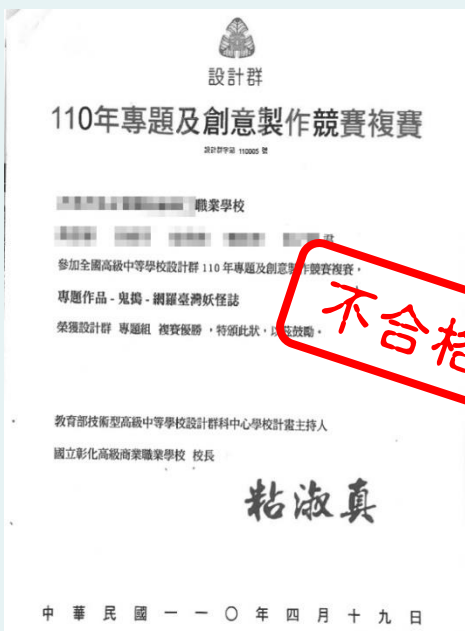 設計群
110年專題及創意製作競賽複賽
設計群字第 110005 號
職業學校
君
參加全國高級中等學校設計群 110 年專題及創意製作競賽複賽，
專題作品 - 鬼搗 - 網羅臺灣妖怪誌
榮獲設計群 專題組 複賽優勝 ，特頒此狀，以茲鼓勵。
不合格
教育部技術型高級中等學校設計群科中心學校計畫主持人
國立彰化高級商業職業學校 校長
粘淑真
中華民國一一〇年四月十九日